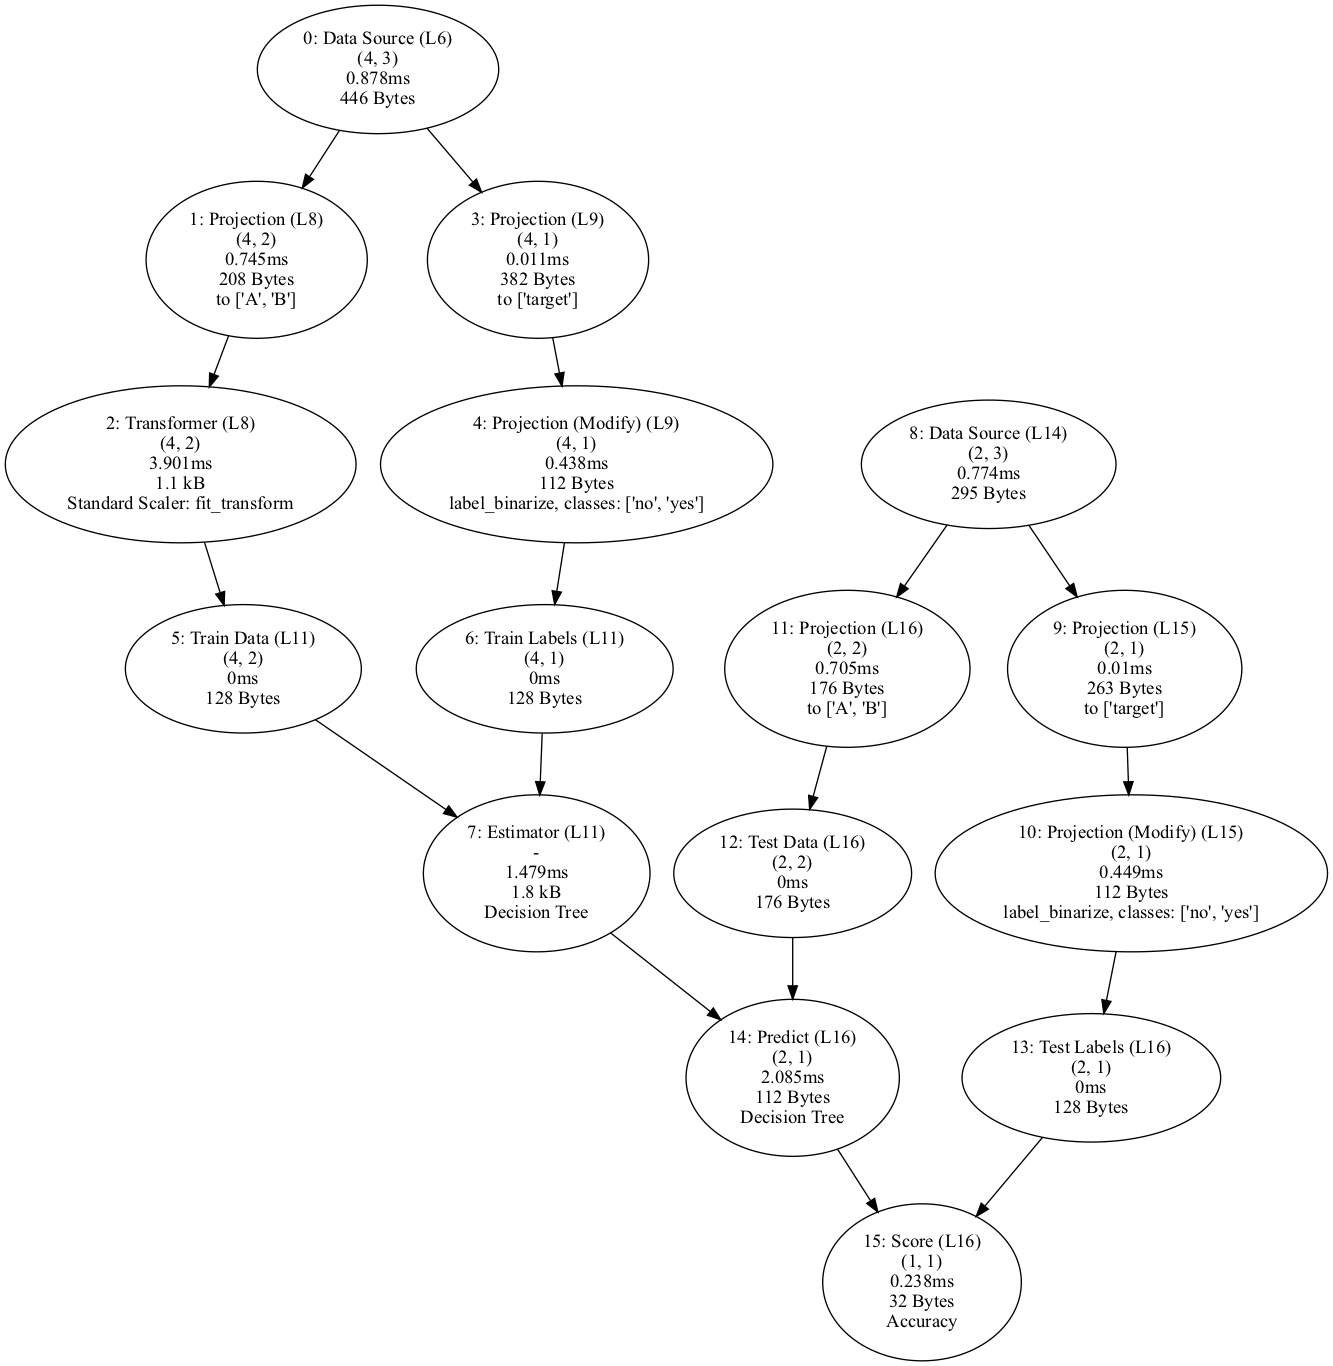 0: Data Source (L6)
(4, 3)
0.878ms
446 Bytes
1: Projection (L8)
(4, 2)
0.745ms
208 Bytes
to ['A', 'B']
3: Projection (L9)
(4, 1)
0.011ms
382 Bytes
to ['target']
2: Transformer (L8)
(4, 2)
3.901ms
1.1 kB
Standard Scaler: fit_transform
4: Projection (Modify) (L9)
(4, 1)
0.438ms
112 Bytes
label_binarize, classes: ['no', 'yes']
8: Data Source (L14)
(2, 3)
0.774ms
295 Bytes
5: Train Data (L11)
(4, 2)
0ms
128 Bytes
6: Train Labels (L11)
(4, 1)
0ms
128 Bytes
11: Projection (L16)
(2, 2)
0.705ms
176 Bytes
to ['A', 'B']
9: Projection (L15)
(2, 1)
0.01ms
263 Bytes
to ['target']
7: Estimator (L11)
-
1.479ms
1.8 kB
Decision Tree
12: Test Data (L16)
(2, 2)
0ms
176 Bytes
10: Projection (Modify) (L15)
(2, 1)
0.449ms
112 Bytes
label_binarize, classes: ['no', 'yes']
14: Predict (L16)
(2, 1)
2.085ms
112 Bytes
Decision Tree
13: Test Labels (L16)
(2, 1)
0ms
128 Bytes
15: Score (L16)
(1, 1)
0.238ms
32 Bytes
Accuracy